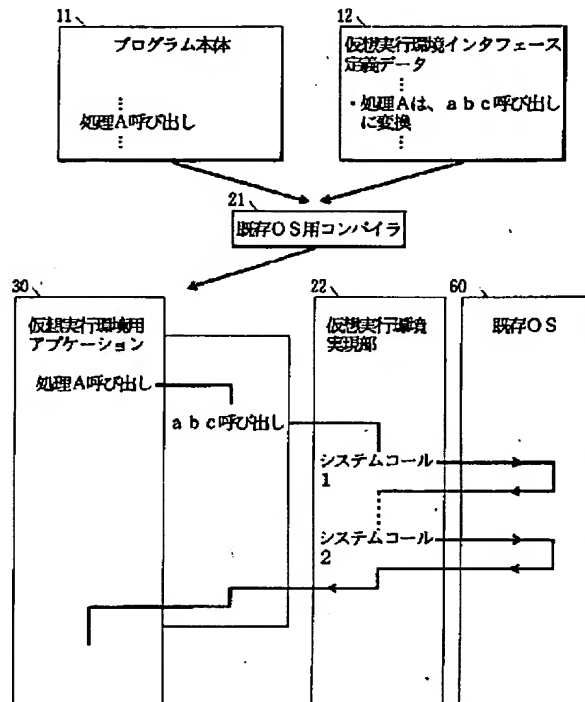 11
プログラム本体
処理A呼び出し
12
仮想実行環境インタフェース
定義データ
・処理Aは、abc呼び出し
に変換
21
既存OS用コンパイラ
30
仮想実行環境用
アプケーション
処理A呼び出し
abc呼び出し
22
仮想実行環境
実現部
システムコール
1
システムコール
2
60
既存OS